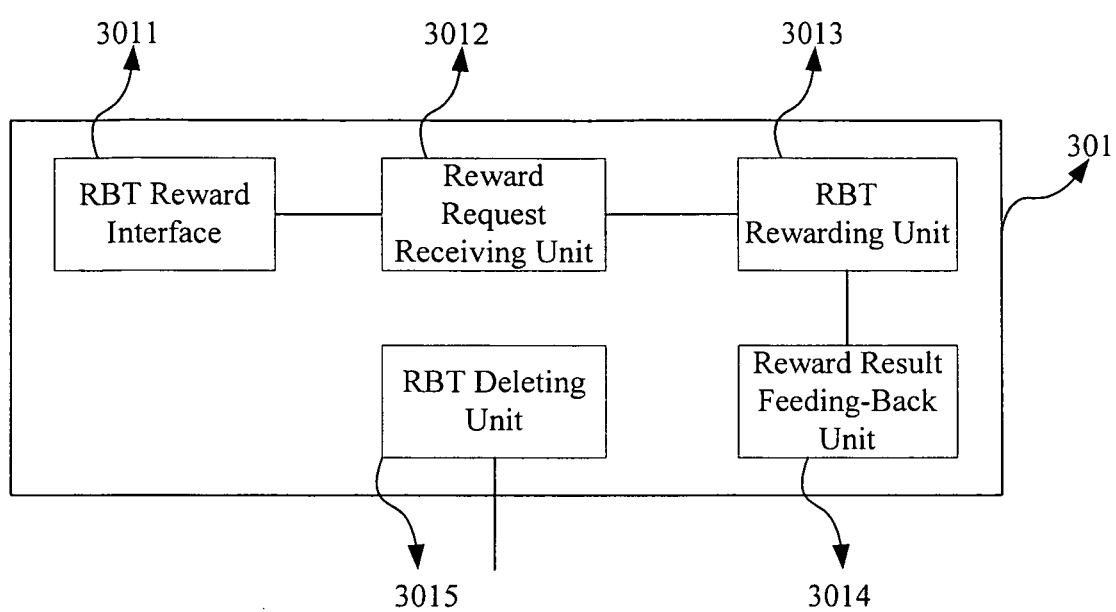 3011
3012
3013
301
RBT Reward
Interface
Reward
Request
Receiving Unit
RBT
Rewarding Unit
RBT Deleting
Unit
Reward Result
Feeding-Back
Unit
3015
3014